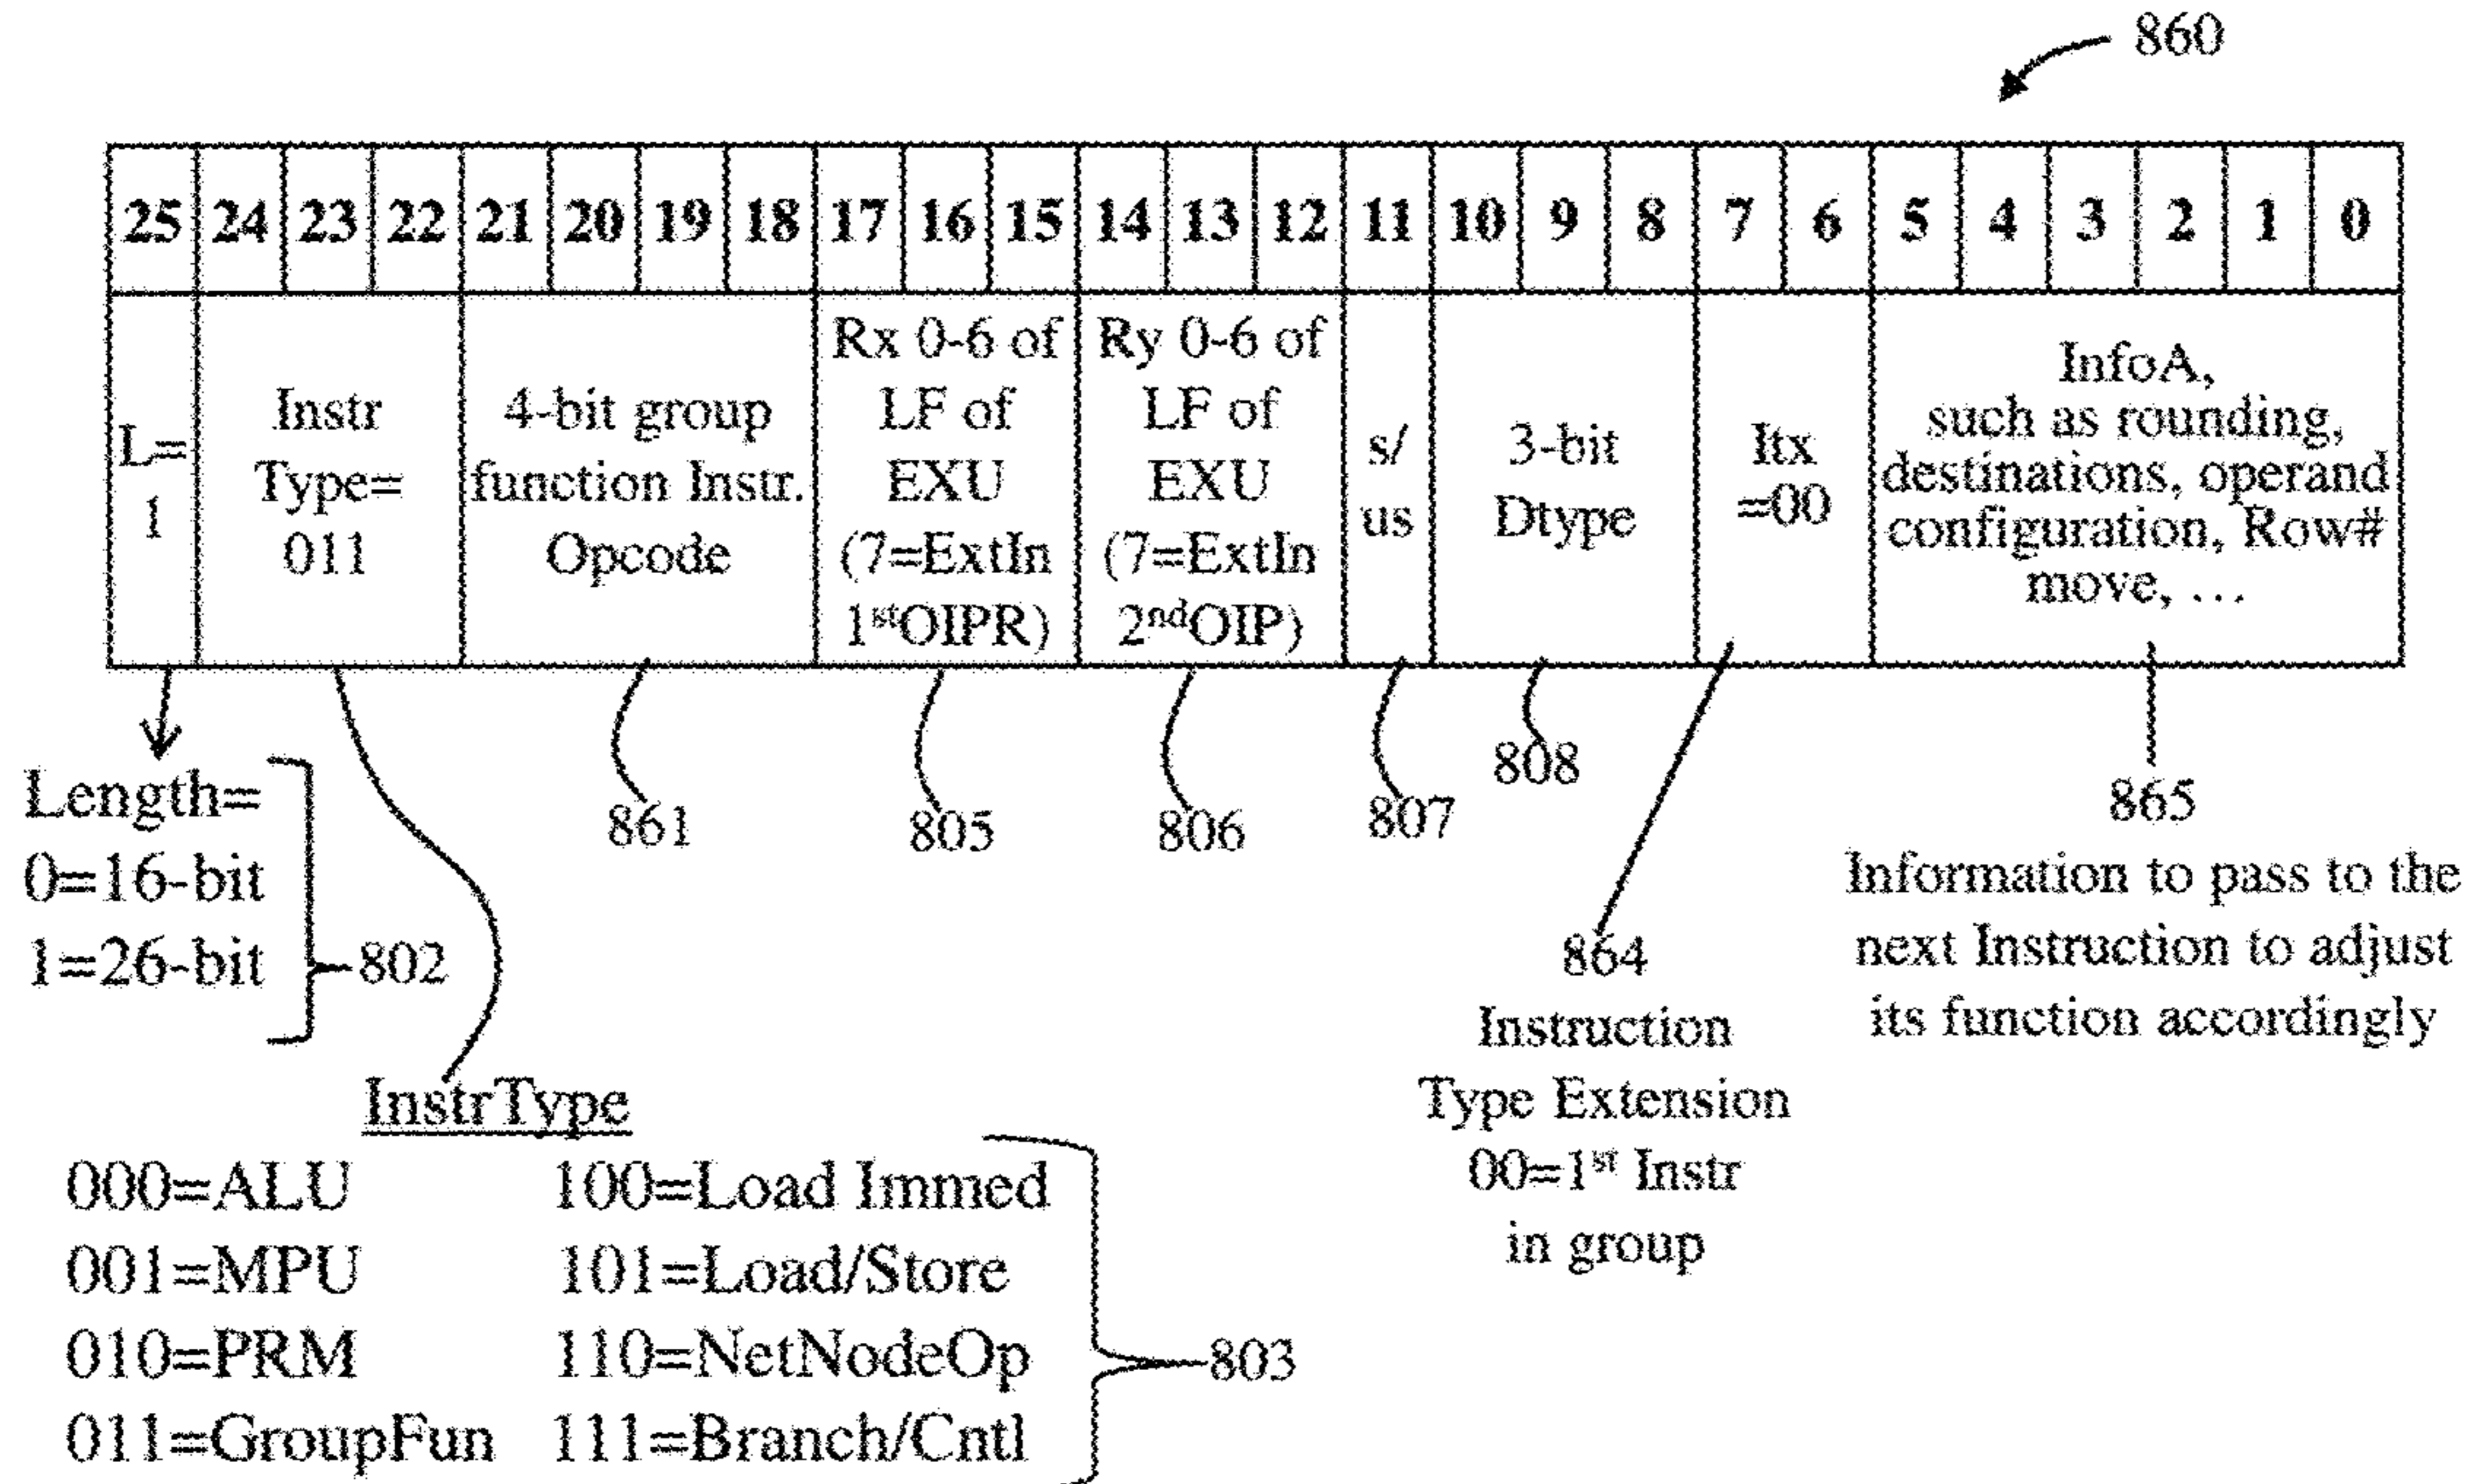 860
25 24 23 22 21 20 19 18 17 16 15 14 13 12 11 10 9 8 7 6 5 4 3 2 1 0
L=
1
Instr
Type=
011
4-bit group
function Instr.
Opcode
Rx 0-6 of
LF of
EXU
(7=ExtIn
1stOIPR)
Ry 0-6 of
LF of
EXU
(7=ExtIn
2ndOIP)
s/
us
3-bit
Dtype
Itx
=00
InfoA,
such as rounding,
destinations, operand
configuration, Row#
move, …
Length=
0=16-bit
1=26-bit
802
861
805
806
807
808
864
Instruction
Type Extension
00=1st Instr
in group
865
Information to pass to the
next Instruction to adjust
its function accordingly
InstrType
000=ALU 100=Load Immed
001=MPU 101=Load/Store
010=PRM 110=NetNodeOp
011=GroupFun 111=Branch/Cntl
803